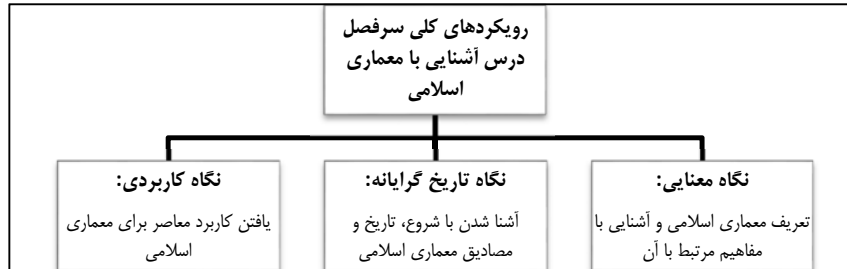 رویکردهای کلی سرفصل
درس آشنایی با معماری
اسلامی
نگاه معنایی:
تعریف معماری اسلامی و آشنایی با
مفاهیم مرتبط با آن
نگاه تاریخ گرایانه:
آشنا شدن با شروع، تاریخ و
مصادیق معماری اسلامی
نگاه کاربردی:
یافتن کاربرد معاصر برای معماری
اسلامی